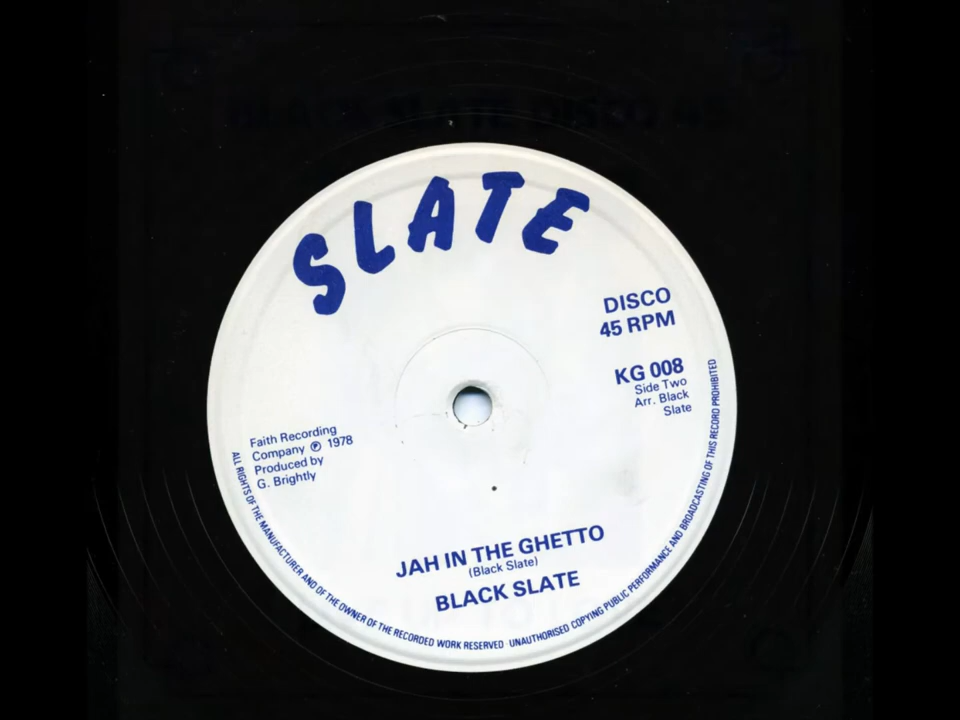 SLATE
DISCO
45 RPM
KG 008
Side Two
Arr. Black
Slate
Faith Recording
Company ℗ 1978
Produced by
G. Brightly
JAH IN THE GHETTO
(Black Slate)
BLACK SLATE
ALL RIGHTS OF THE MANUFACTURER AND OF THE OWNER OF THE RECORDED WORK RESERVED · UNAUTHORISED COPYING PUBLIC PERFORMANCE AND BROADCASTING OF THIS RECORD PROHIBITED